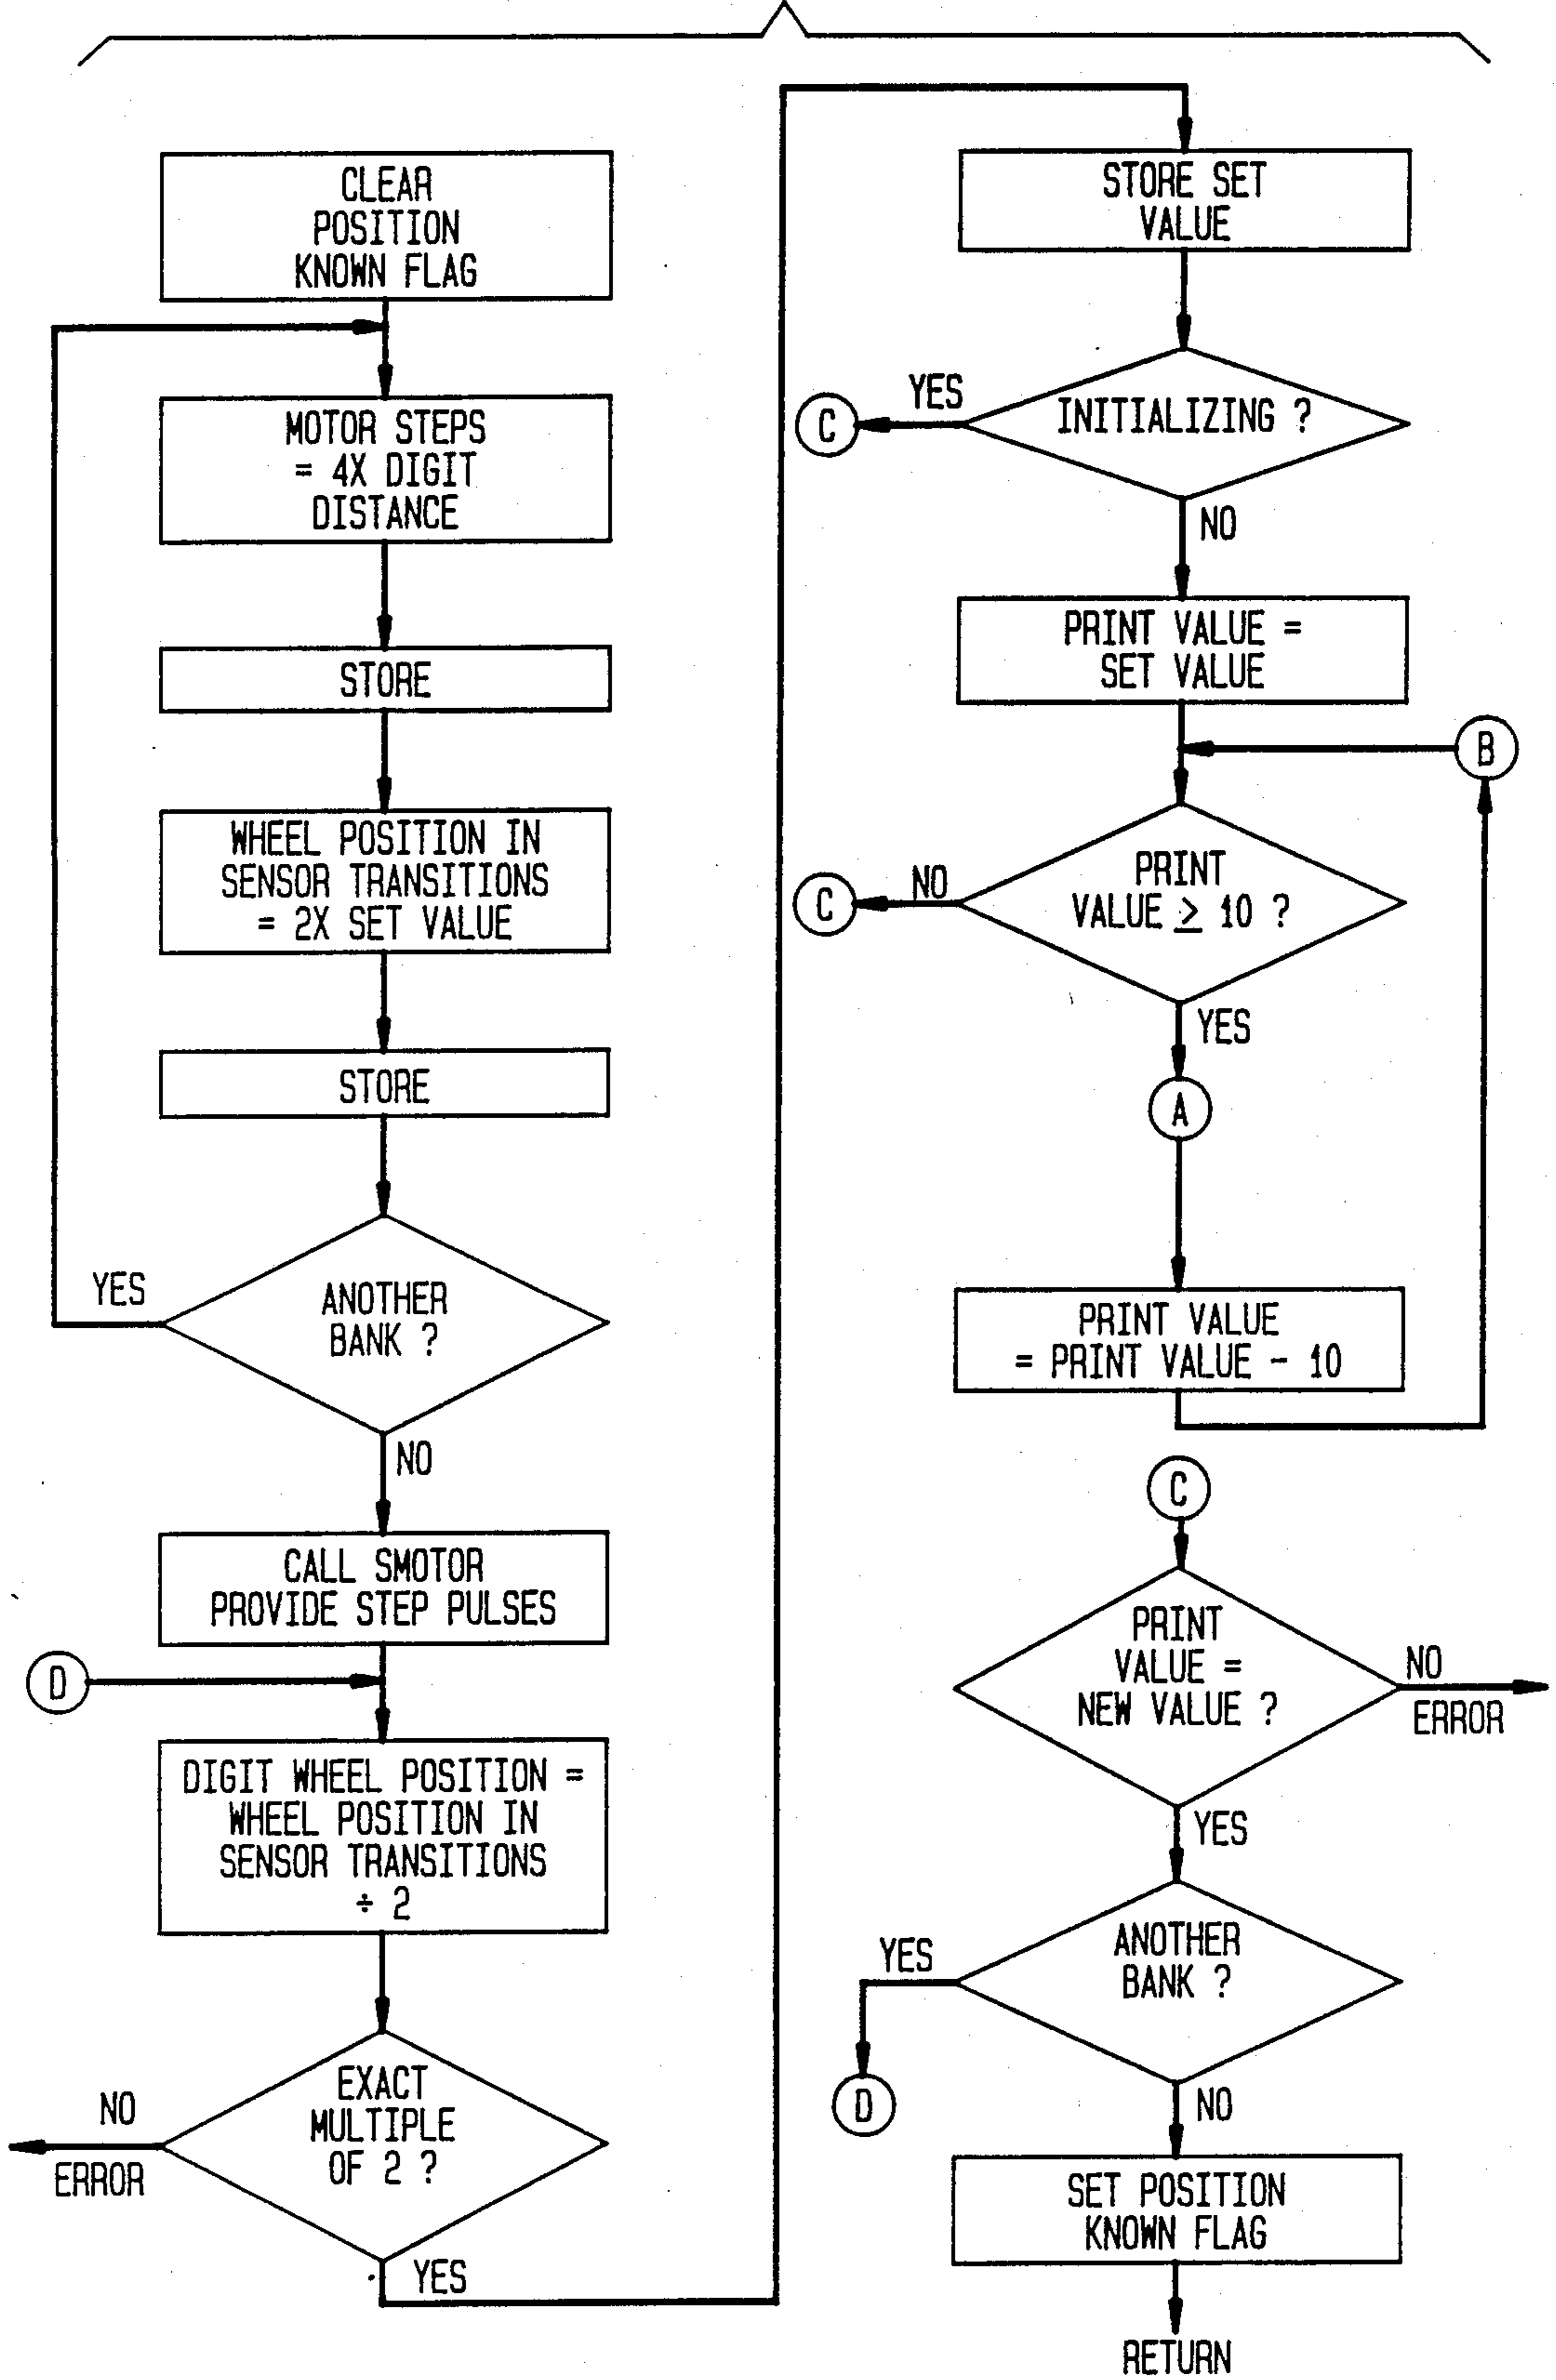 CLEAR
POSITION
KNOWN FLAG
MOTOR STEPS
= 4X DIGIT
DISTANCE
STORE
WHEEL POSITION IN
SENSOR TRANSITIONS
= 2X SET VALUE
STORE
YES
ANOTHER
BANK ?
NO
CALL SMOTOR
PROVIDE STEP PULSES
D
DIGIT WHEEL POSITION =
WHEEL POSITION IN
SENSOR TRANSITIONS
÷ 2
EXACT
MULTIPLE
OF 2 ?
NO
ERROR
YES
STORE SET
VALUE
INITIALIZING ?
YES
C
NO
PRINT VALUE =
SET VALUE
B
PRINT
VALUE ≥ 10 ?
NO
C
YES
A
PRINT VALUE
= PRINT VALUE - 10
C
PRINT
VALUE =
NEW VALUE ?
NO
ERROR
YES
ANOTHER
BANK ?
YES
D
NO
SET POSITION
KNOWN FLAG
RETURN